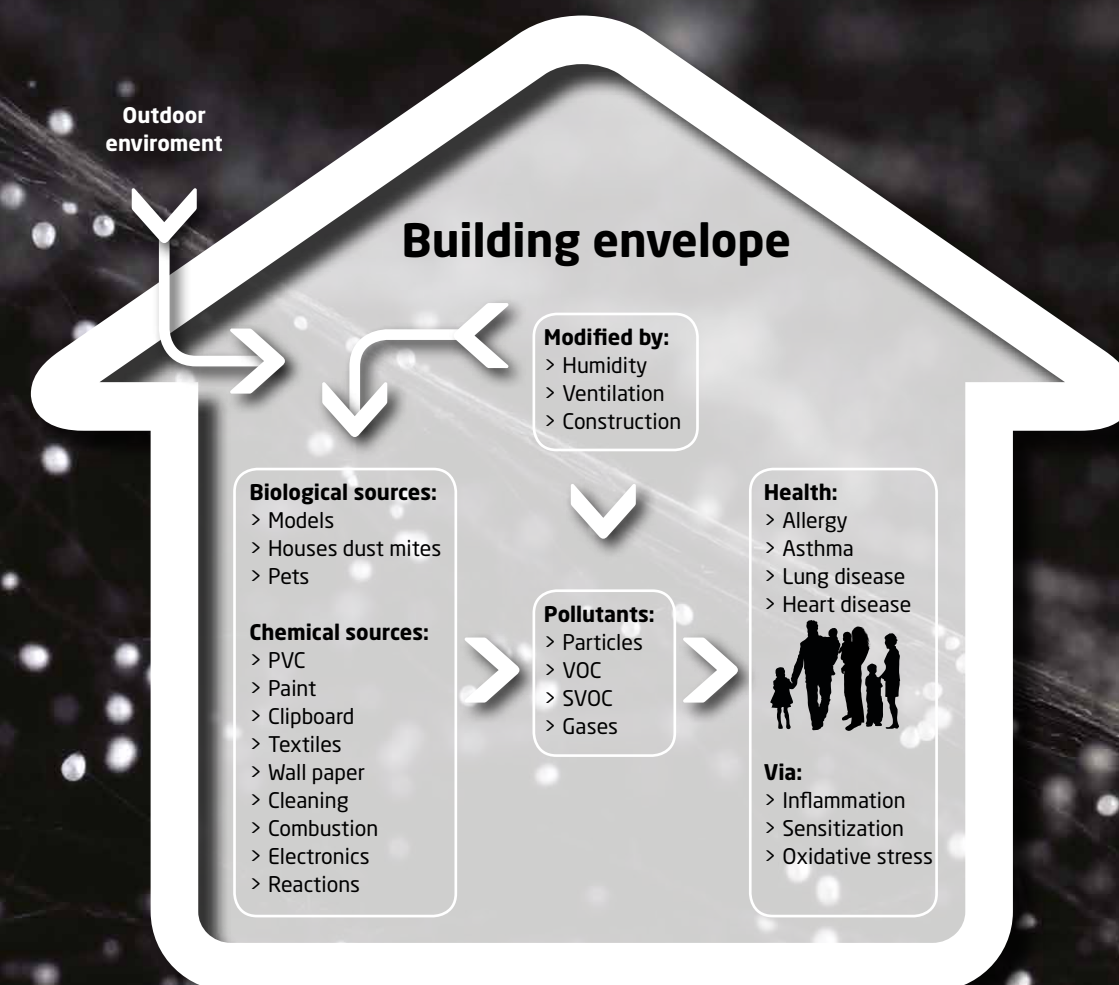 Outdoor
enviroment
Building envelope
Modified by:
> Humidity
> Ventilation
> Construction
Biological sources:
> Models
> Houses dust mites
> Pets
Chemical sources:
> PVC
> Paint
> Clipboard
> Textiles
> Wall paper
> Cleaning
> Combustion
> Electronics
> Reactions
Pollutants:
> Particles
> VOC
> SVOC
> Gases
Health:
> Allergy
> Asthma
> Lung disease
> Heart disease
Via:
> Inflammation
> Sensitization
> Oxidative stress